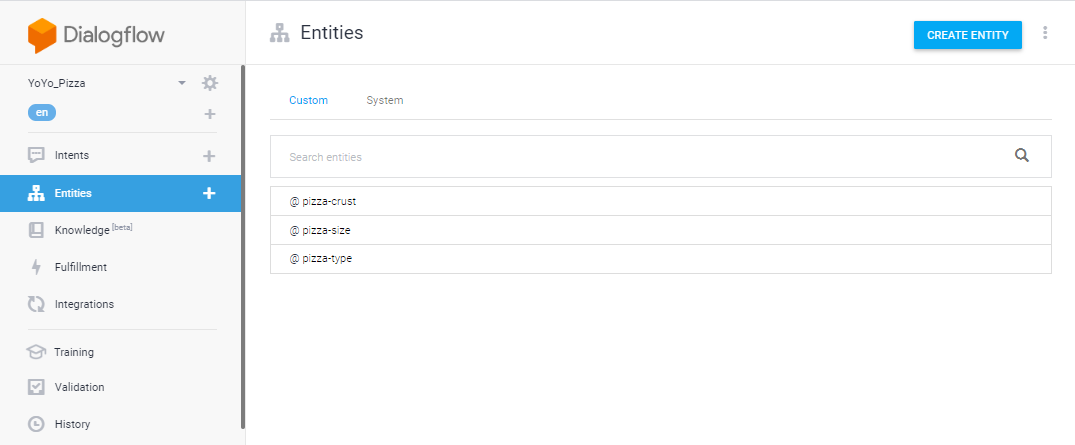 Dialogflow
Entities
CREATE ENTITY
YoYo_Pizza
en
Intents
Entities
Knowledge [beta]
Fulfillment
Integrations
Training
Validation
History
Custom
System
Search entities
@ pizza-crust
@ pizza-size
@ pizza-type